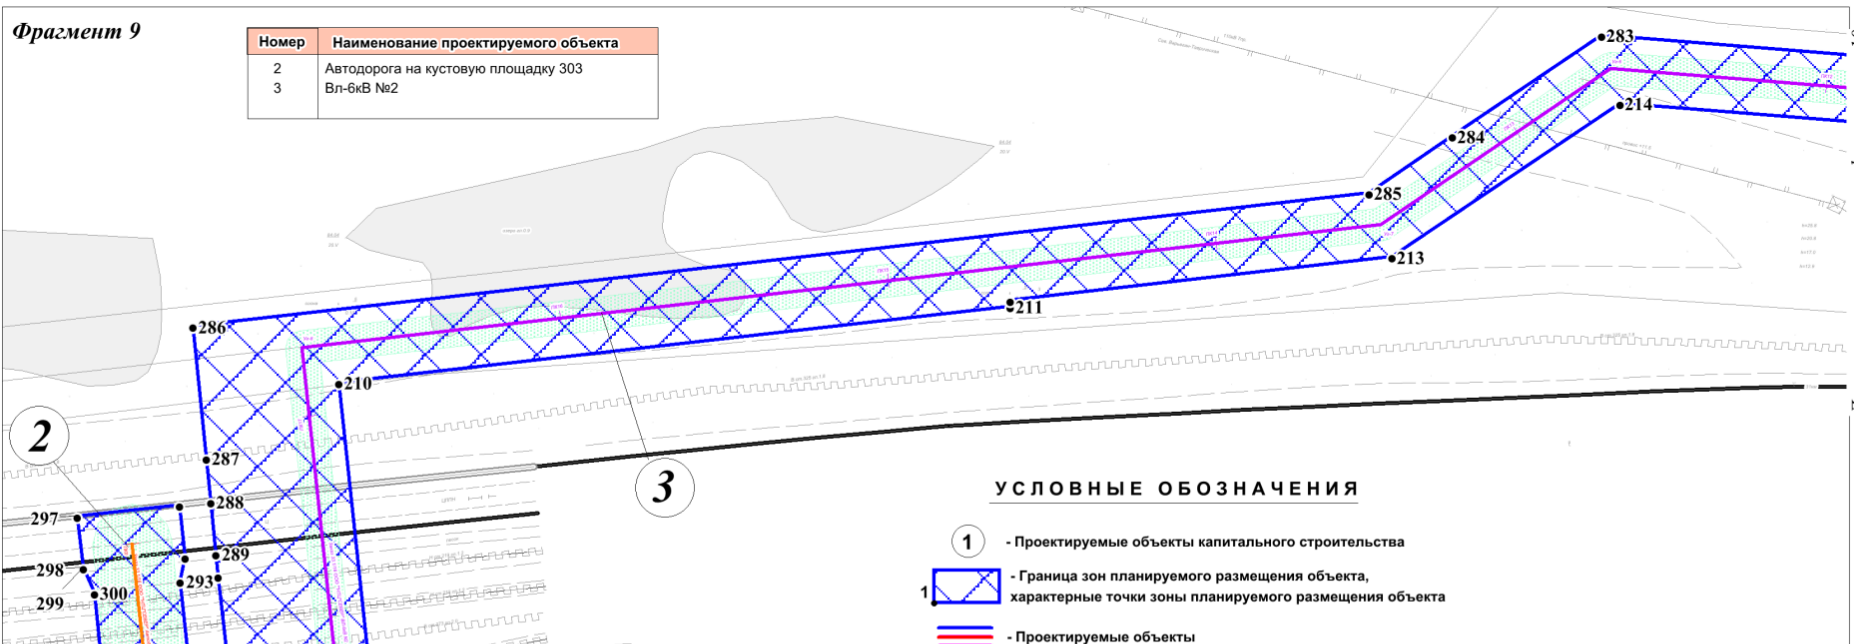 Фрагмент 9
Номер Наименование проектируемого объекта
2 Автодорога на кустовую площадку 303
3 Вл-6кВ №2
283
214
284
285
213
211
286
210
287
288
289
293
297
298
299
300
2
3
УСЛОВНЫЕ ОБОЗНАЧЕНИЯ
1 - Проектируемые объекты капитального строительства
1 - Граница зон планируемого размещения объекта,
характерные точки зоны планируемого размещения объекта
- Проектируемые объекты